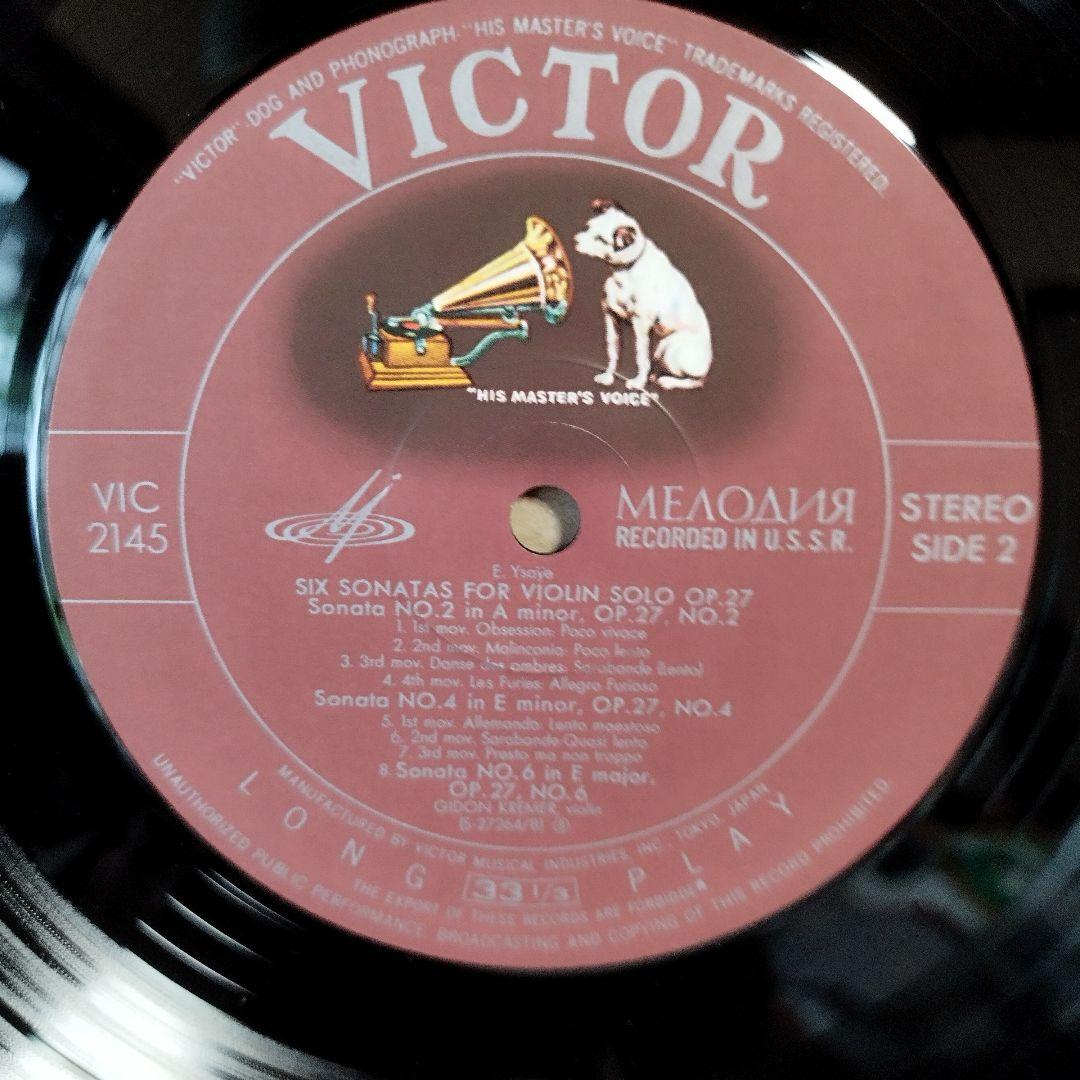 "VICTOR"-DOG AND PHONOGRAPH-"HIS MASTER'S VOICE" TRADEMARKS REGISTERED.
VICTOR
"HIS MASTER'S VOICE"
VIC
2145
МЕЛОДИЯ
RECORDED IN U.S.S.R.
STEREO
SIDE 2
E. Ysaÿe
SIX SONATAS FOR VIOLIN SOLO OP.27
Sonata NO.2 in A minor, OP.27, NO.2
1. 1st mov. Obsession: Poco vivace
2. 2nd mov. Malinconia: Poco lento
3. 3rd mov. Danse des ombres: Sarabande (Lento)
4. 4th mov. Les Furies: Allegro Furioso
Sonata NO.4 in E minor, OP.27, NO.4
5. 1st mov. Allemando: Lento maestoso
6. 2nd mov. Sarabande: Quasi lento
7. 3rd mov. Presto ma non troppo
8. Sonata NO.6 in E major.
OP.27, NO.6
GIDON KREMER, violin
(S-27264/B) Ⓟ
LONG PLAY
33 1/3
MANUFACTURED BY VICTOR MUSICAL INDUSTRIES, INC., TOKYO, JAPAN
THE EXPORT OF THESE RECORDS ARE FORBIDDEN
UNAUTHORIZED PUBLIC PERFORMANCE BROADCASTING AND COPYING OF THIS RECORD PROHIBITED